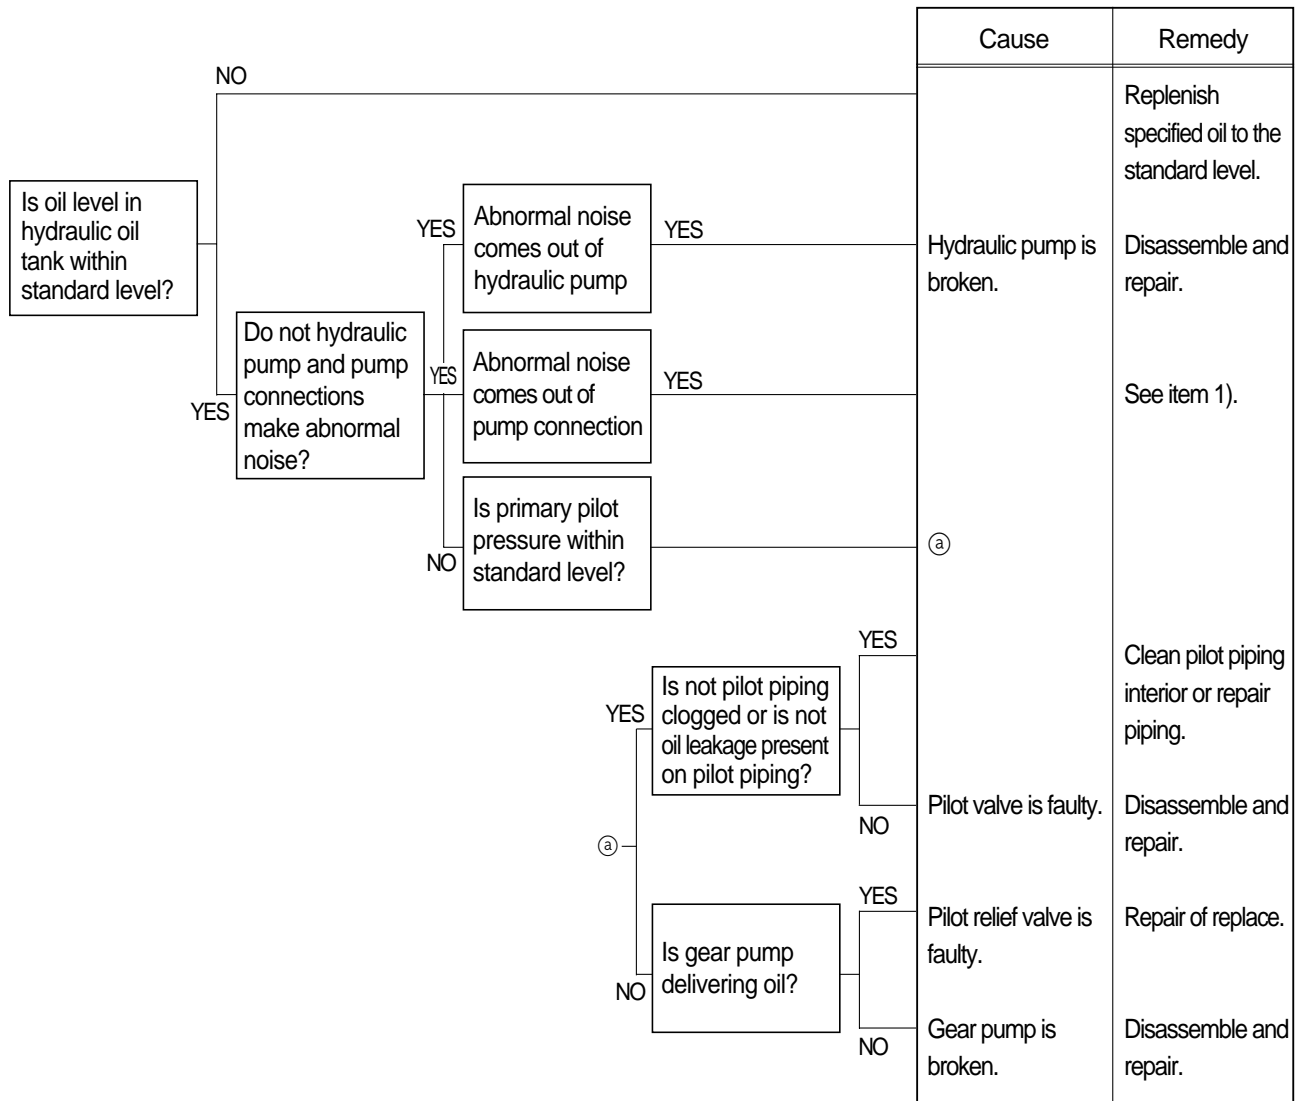 Cause
Remedy
NO
Replenish
specified oil to the
standard level.
Is oil level in
hydraulic oil
tank within
standard level?
YES
Abnormal noise
comes out of
hydraulic pump
YES
Hydraulic pump is
broken.
Disassemble and
repair.
YES
Do not hydraulic
pump and pump
connections
make abnormal
noise?
YES
Abnormal noise
comes out of
pump connection
YES
See item 1).
NO
Is primary pilot
pressure within
standard level?
ⓐ
ⓐ
YES
Is not pilot piping
clogged or is not
oil leakage present
on pilot piping?
YES
Clean pilot piping
interior or repair
piping.
NO
Pilot valve is faulty.
Disassemble and
repair.
NO
Is gear pump
delivering oil?
YES
Pilot relief valve is
faulty.
Repair of replace.
NO
Gear pump is
broken.
Disassemble and
repair.